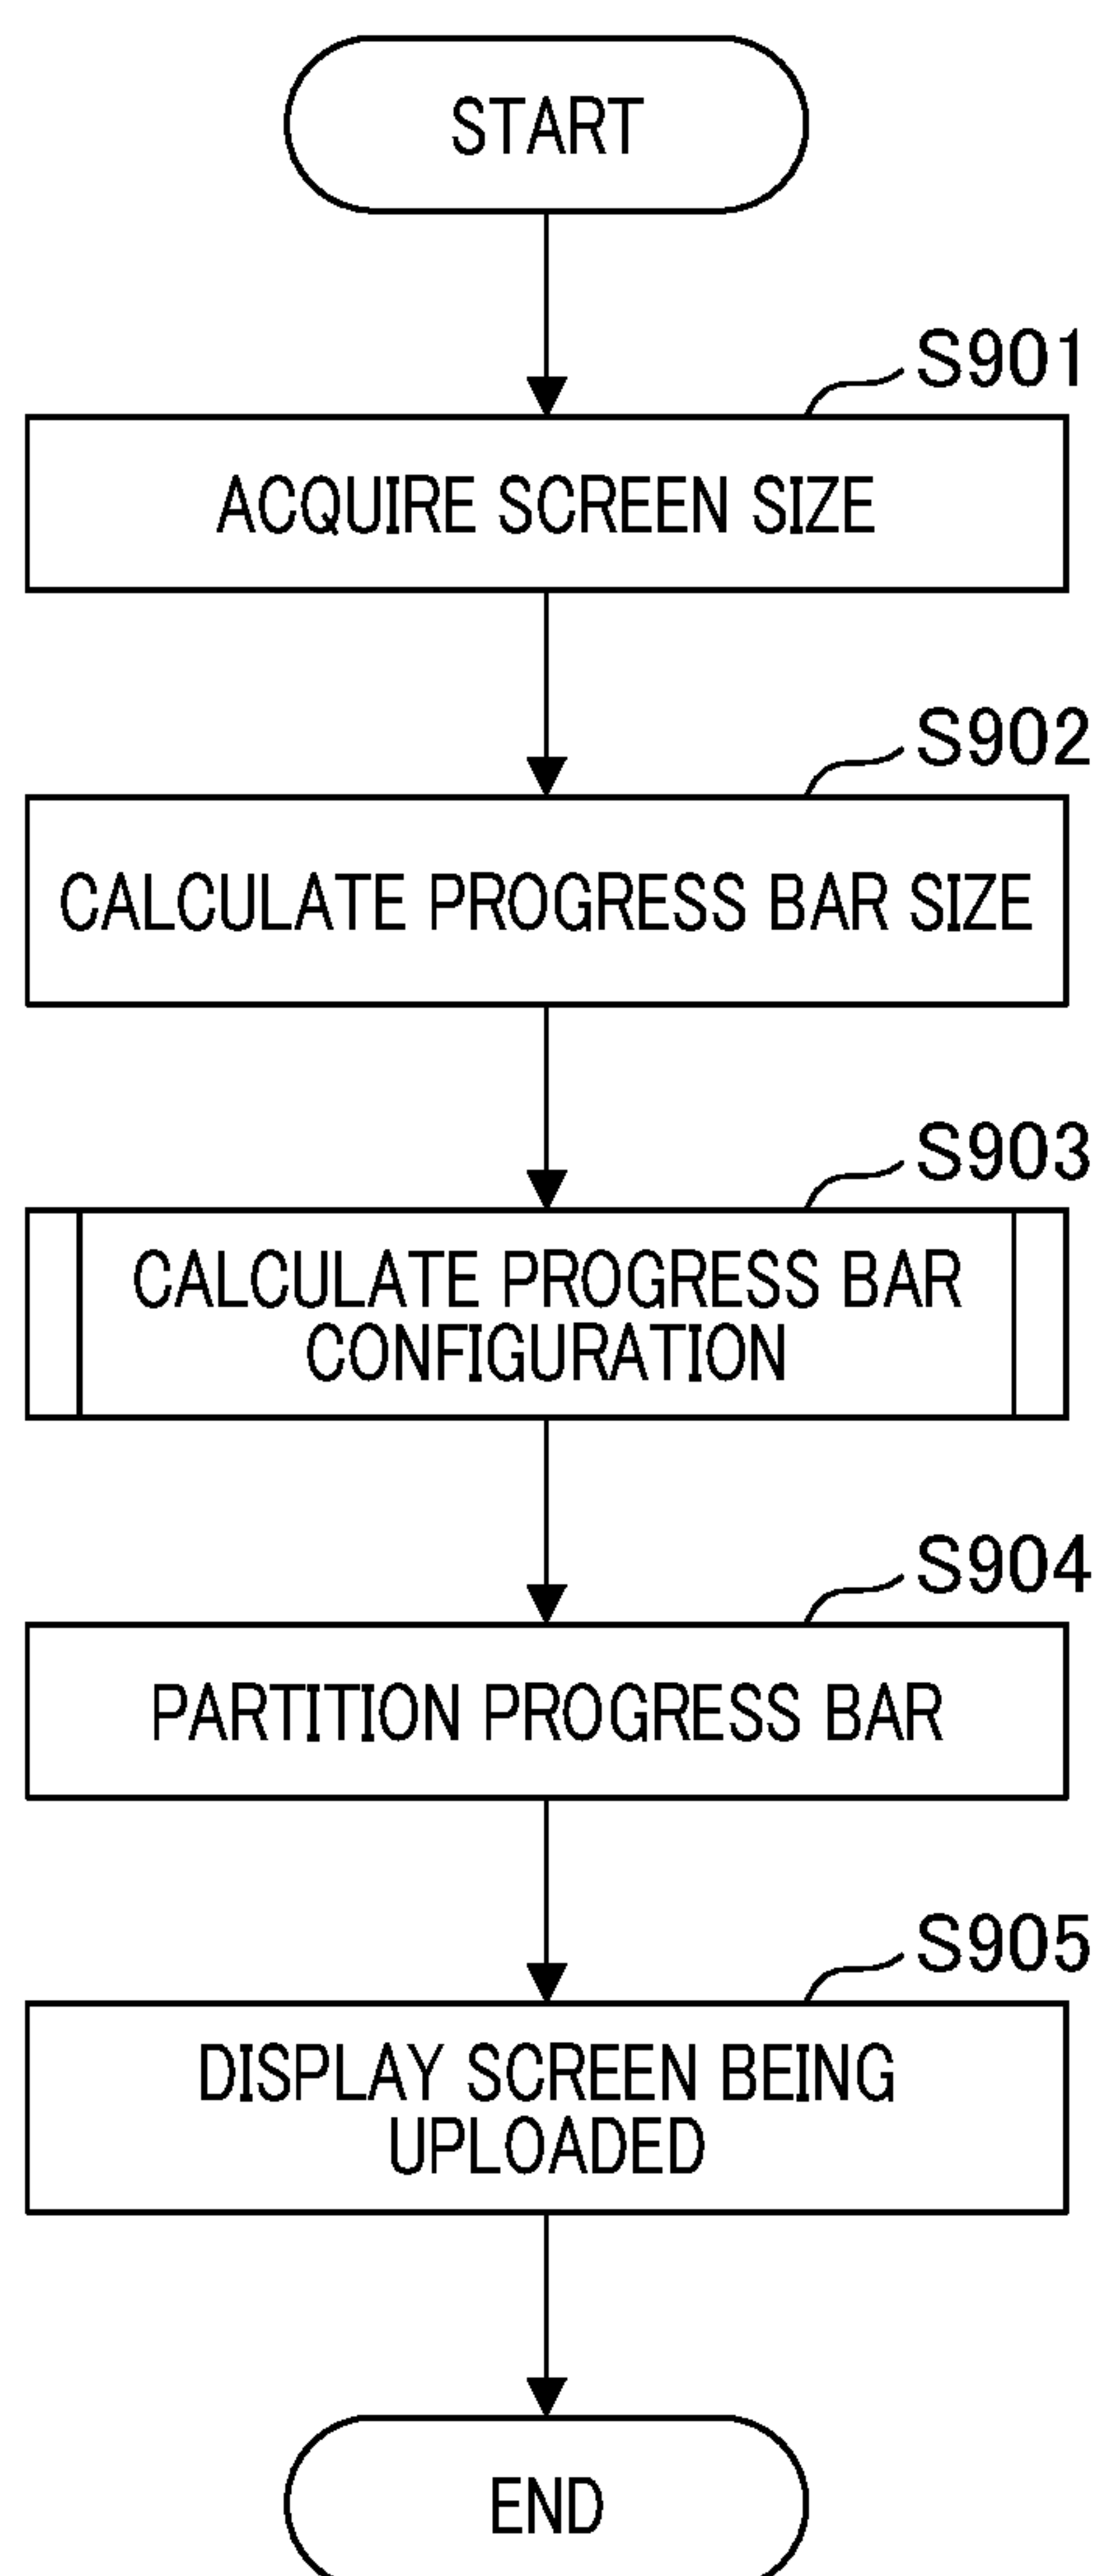 START
S901
ACQUIRE SCREEN SIZE
S902
CALCULATE PROGRESS BAR SIZE
S903
CALCULATE PROGRESS BAR
CONFIGURATION
S904
PARTITION PROGRESS BAR
S905
DISPLAY SCREEN BEING
UPLOADED
END